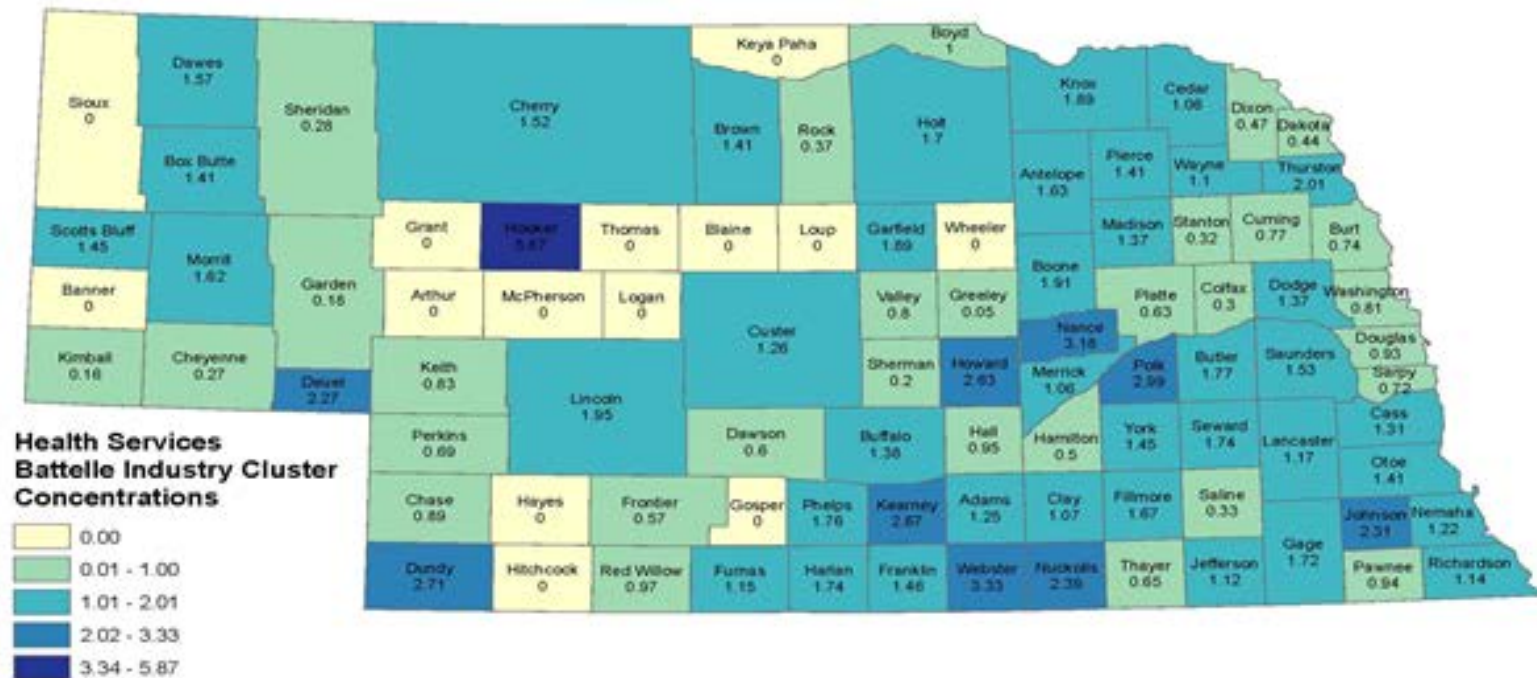 Keya Paha
0
Boyd
1
Dawes
1.57
Sioux
0
Sheridan
0.28
Cherry
1.52
Brown
1.41
Rock
0.37
Holt
1.7
Knox
1.89
Cedar
1.06
Dixon
0.47
Dakota
0.44
Box Butte
1.41
Antelope
1.63
Pierce
1.41
Wayne
1.1
Thurston
2.01
Scotts Bluff
1.45
Morrill
1.62
Grant
0
Hooker
5.87
Thomas
0
Blaine
0
Loup
0
Garfield
1.89
Wheeler
0
Madison
1.37
Stanton
0.32
Cuming
0.77
Burt
0.74
Banner
0
Garden
0.18
Arthur
0
McPherson
0
Logan
0
Custer
1.26
Valley
0.8
Greeley
0.05
Boone
1.91
Platte
0.63
Colfax
0.3
Dodge
1.37
Washington
0.81
Kimball
0.16
Cheyenne
0.27
Deuel
2.27
Keith
0.83
Lincoln
1.95
Sherman
0.2
Howard
2.63
Nance
3.18
Merrick
1.06
Polk
2.99
Butler
1.77
Saunders
1.53
Douglas
0.93
Sarpy
0.72
Perkins
0.69
Dawson
0.6
Buffalo
1.38
Hall
0.95
Hamilton
0.5
York
1.45
Seward
1.74
Lancaster
1.17
Cass
1.31
Otoe
1.41
Chase
0.89
Hayes
0
Frontier
0.57
Gosper
0
Phelps
1.76
Kearney
2.67
Adams
1.25
Clay
1.07
Fillmore
1.67
Saline
0.33
Johnson
2.31
Nemaha
1.22
Dundy
2.71
Hitchcock
0
Red Willow
0.97
Furnas
1.15
Harlan
1.74
Franklin
1.46
Webster
3.33
Nuckolls
2.39
Thayer
0.65
Jefferson
1.12
Gage
1.72
Pawnee
0.94
Richardson
1.14
Health Services
Battelle Industry Cluster
Concentrations
0.00
0.01 - 1.00
1.01 - 2.01
2.02 - 3.33
3.34 - 5.87